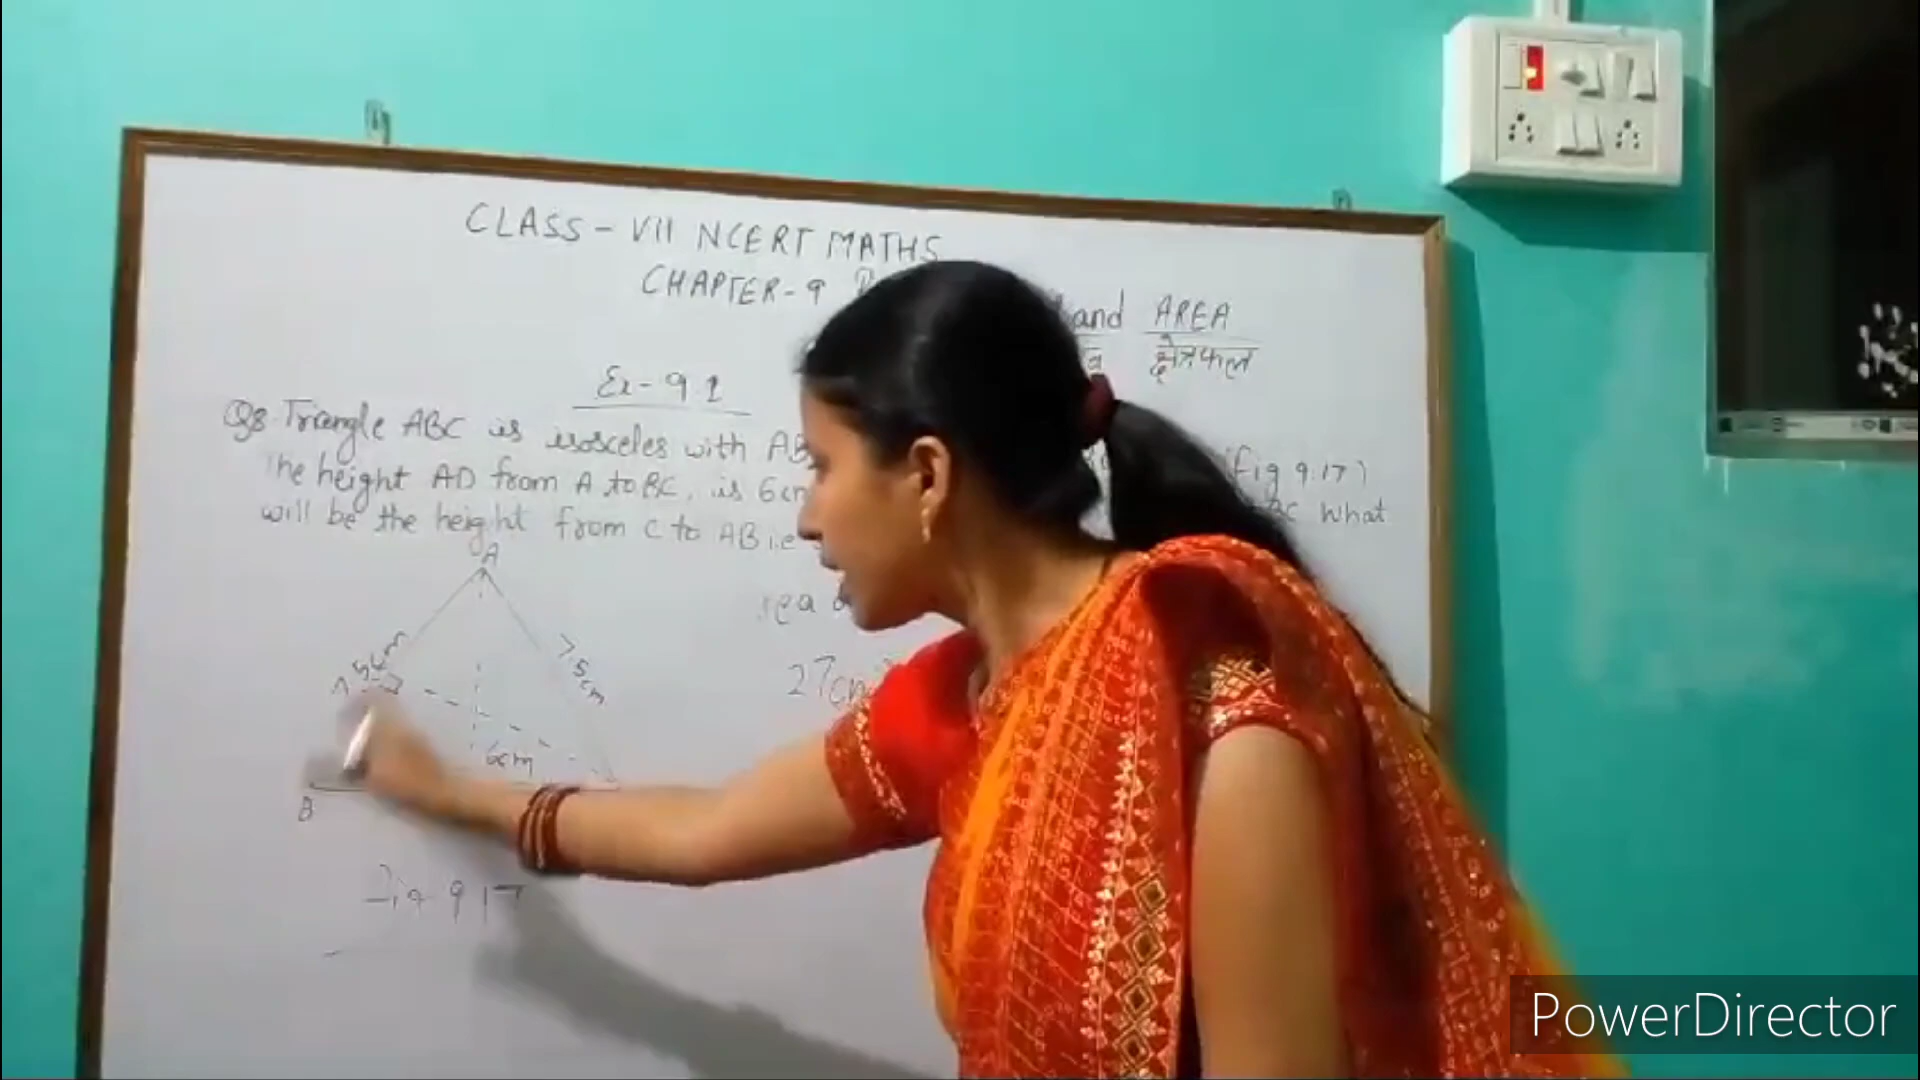 CLASS - VII NCERT MATHS
CHAPTER - 9
and AREA
क्षेत्रफल
Ex - 9.2
Q8. Triangle ABC is isosceles with AB (fig 9.17)
The height AD from A to BC, is 6cm BC What
will be the height from C to AB i.e
A
7.5cm
7.5cm
6cm
B
27cm
Fig 9.17
PowerDirector